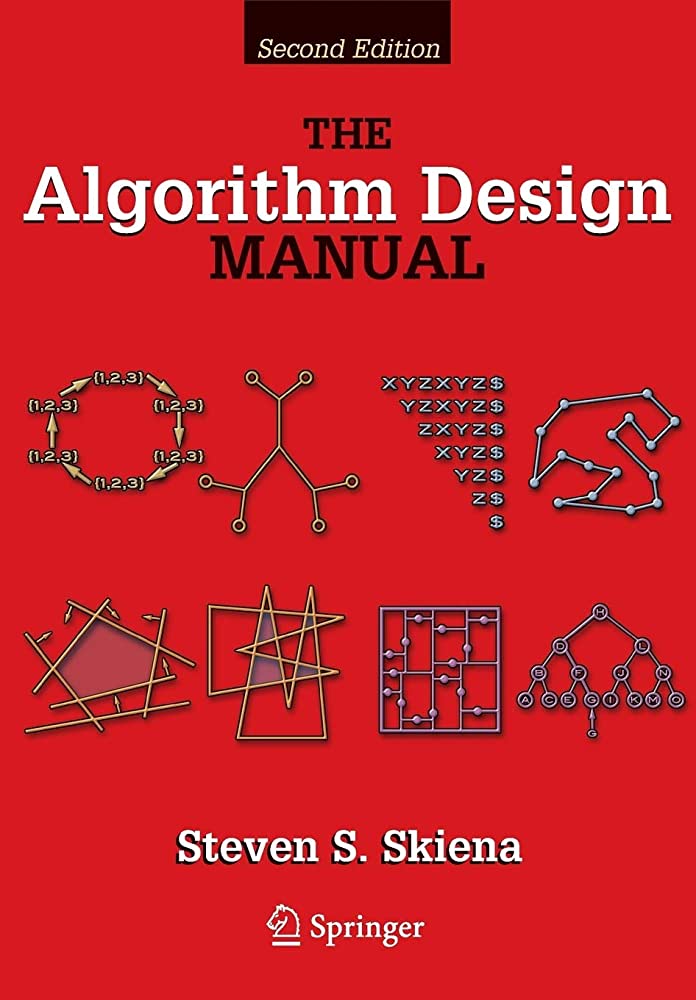 Second Edition
THE
Algorithm Design
MANUAL
{1,2,3}
{1,2,3} {1,2,3}
{1,2,3} {1,2,3}
{1,2,3}
XYZXYZ$
YZXYZ$
ZXYZ$
XYZ$
YZ$
Z$
$
H
D L
B F J N
A C E G I K M O
G
Steven S. Skiena
Springer